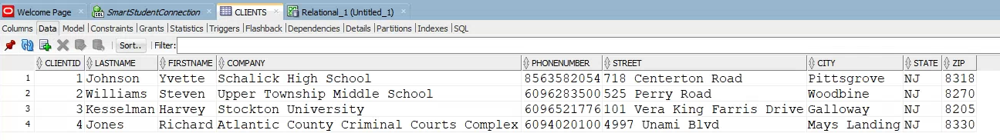 Welcome Page SmartStudentConnection CLIENTS Relational_1 (Untitled_1)
Columns Data Model Constraints Grants Statistics Triggers Flashback Dependencies Details Partitions Indexes SQL
Sort.. Filter:
CLIENTID LASTNAME FIRSTNAME COMPANY PHONENUMBER STREET CITY STATE ZIP
1 1 Johnson Yvette Schalick High School 8563582054 718 Centerton Road Pittsgrove NJ 8318
2 2 Williams Steven Upper Township Middle School 6096283500 525 Perry Road Woodbine NJ 8270
3 3 Kesselman Harvey Stockton University 6096521776 101 Vera King Farris Drive Galloway NJ 8205
4 4 Jones Richard Atlantic County Criminal Courts Complex 6094020100 4997 Unami Blvd Mays Landing NJ 8330